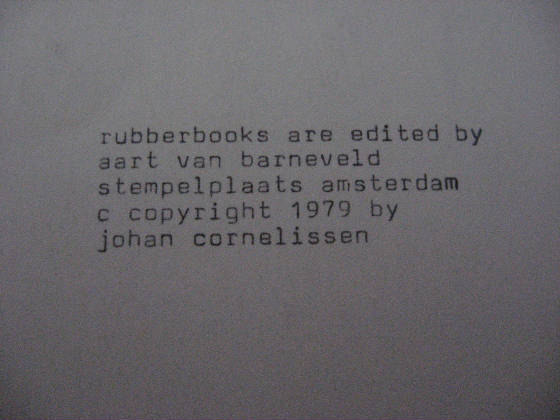 rubberbooks are edited by
aart van barneveld
stempelplaats amsterdam
c copyright 1979 by
johan cornelissen